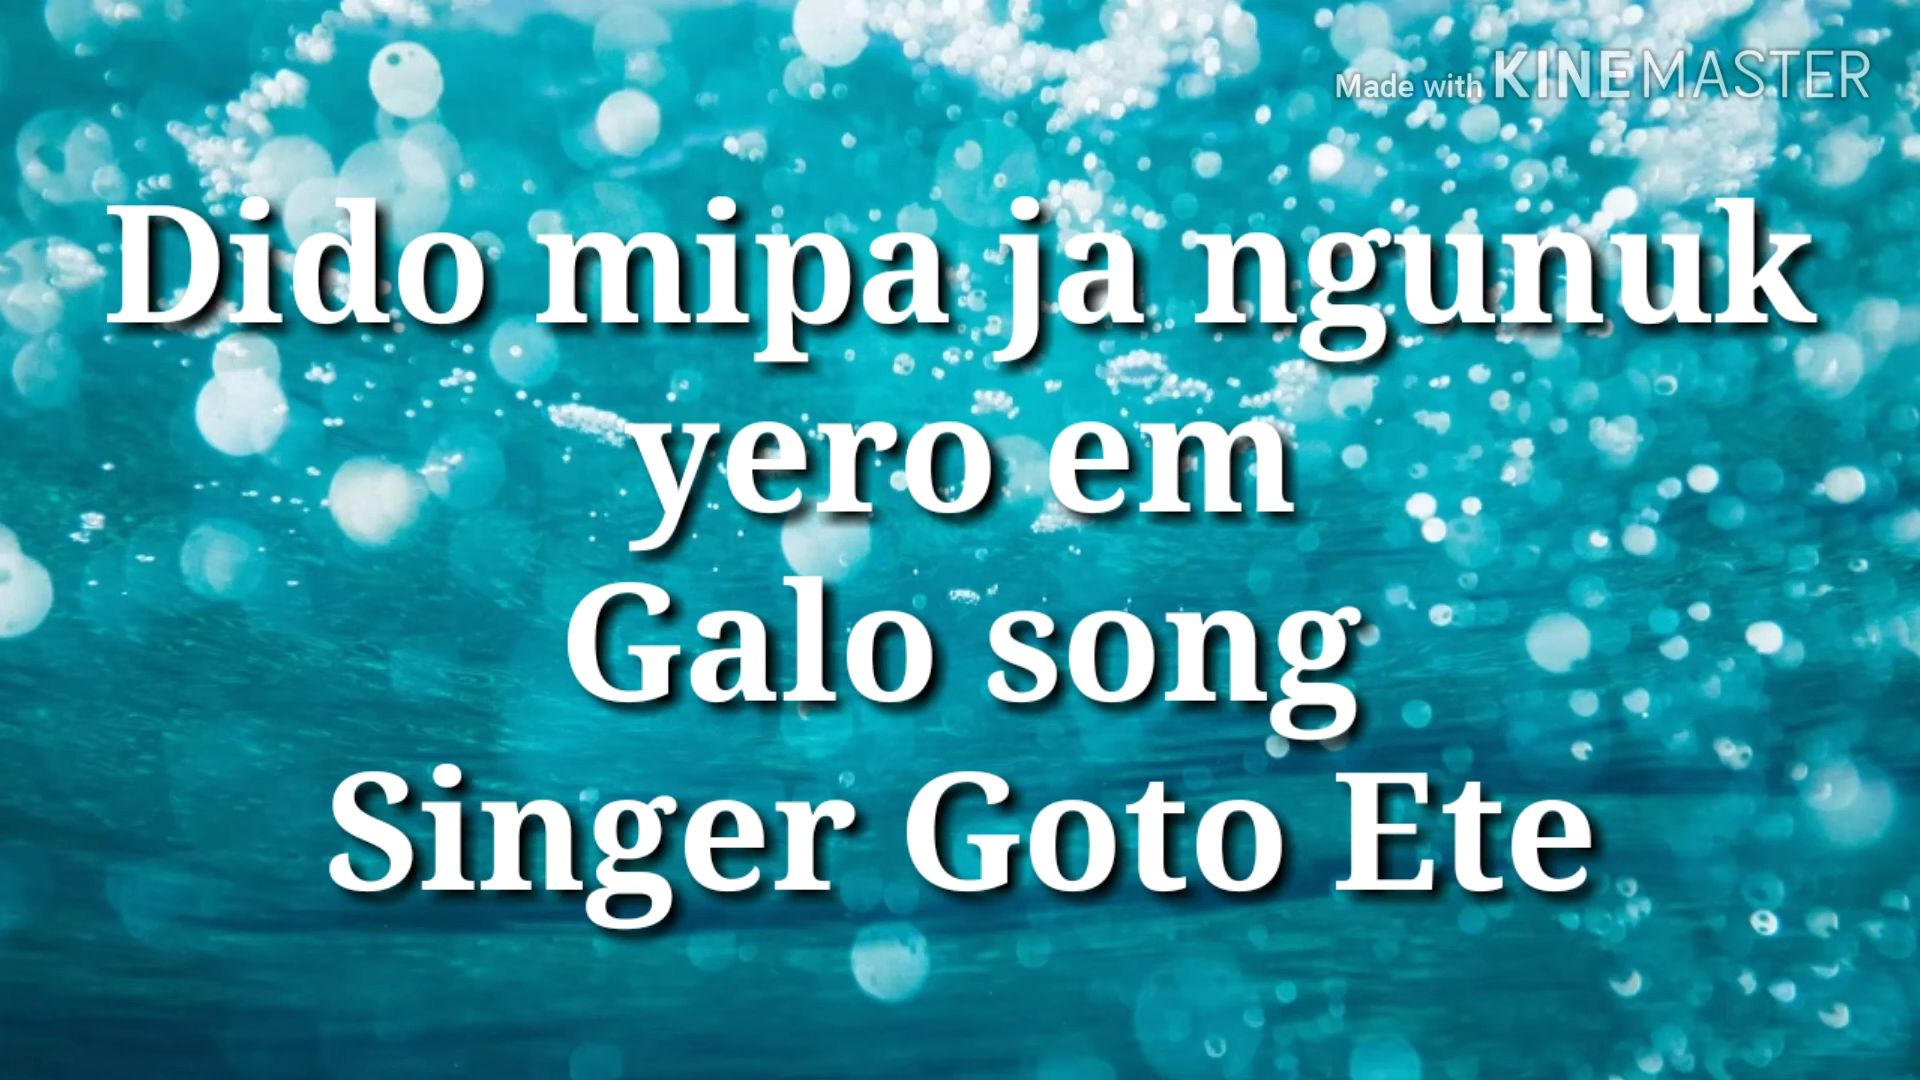 Made with KINEMASTER
Dido mipa ja ngunuk
yero em
Galo song
Singer Goto Ete